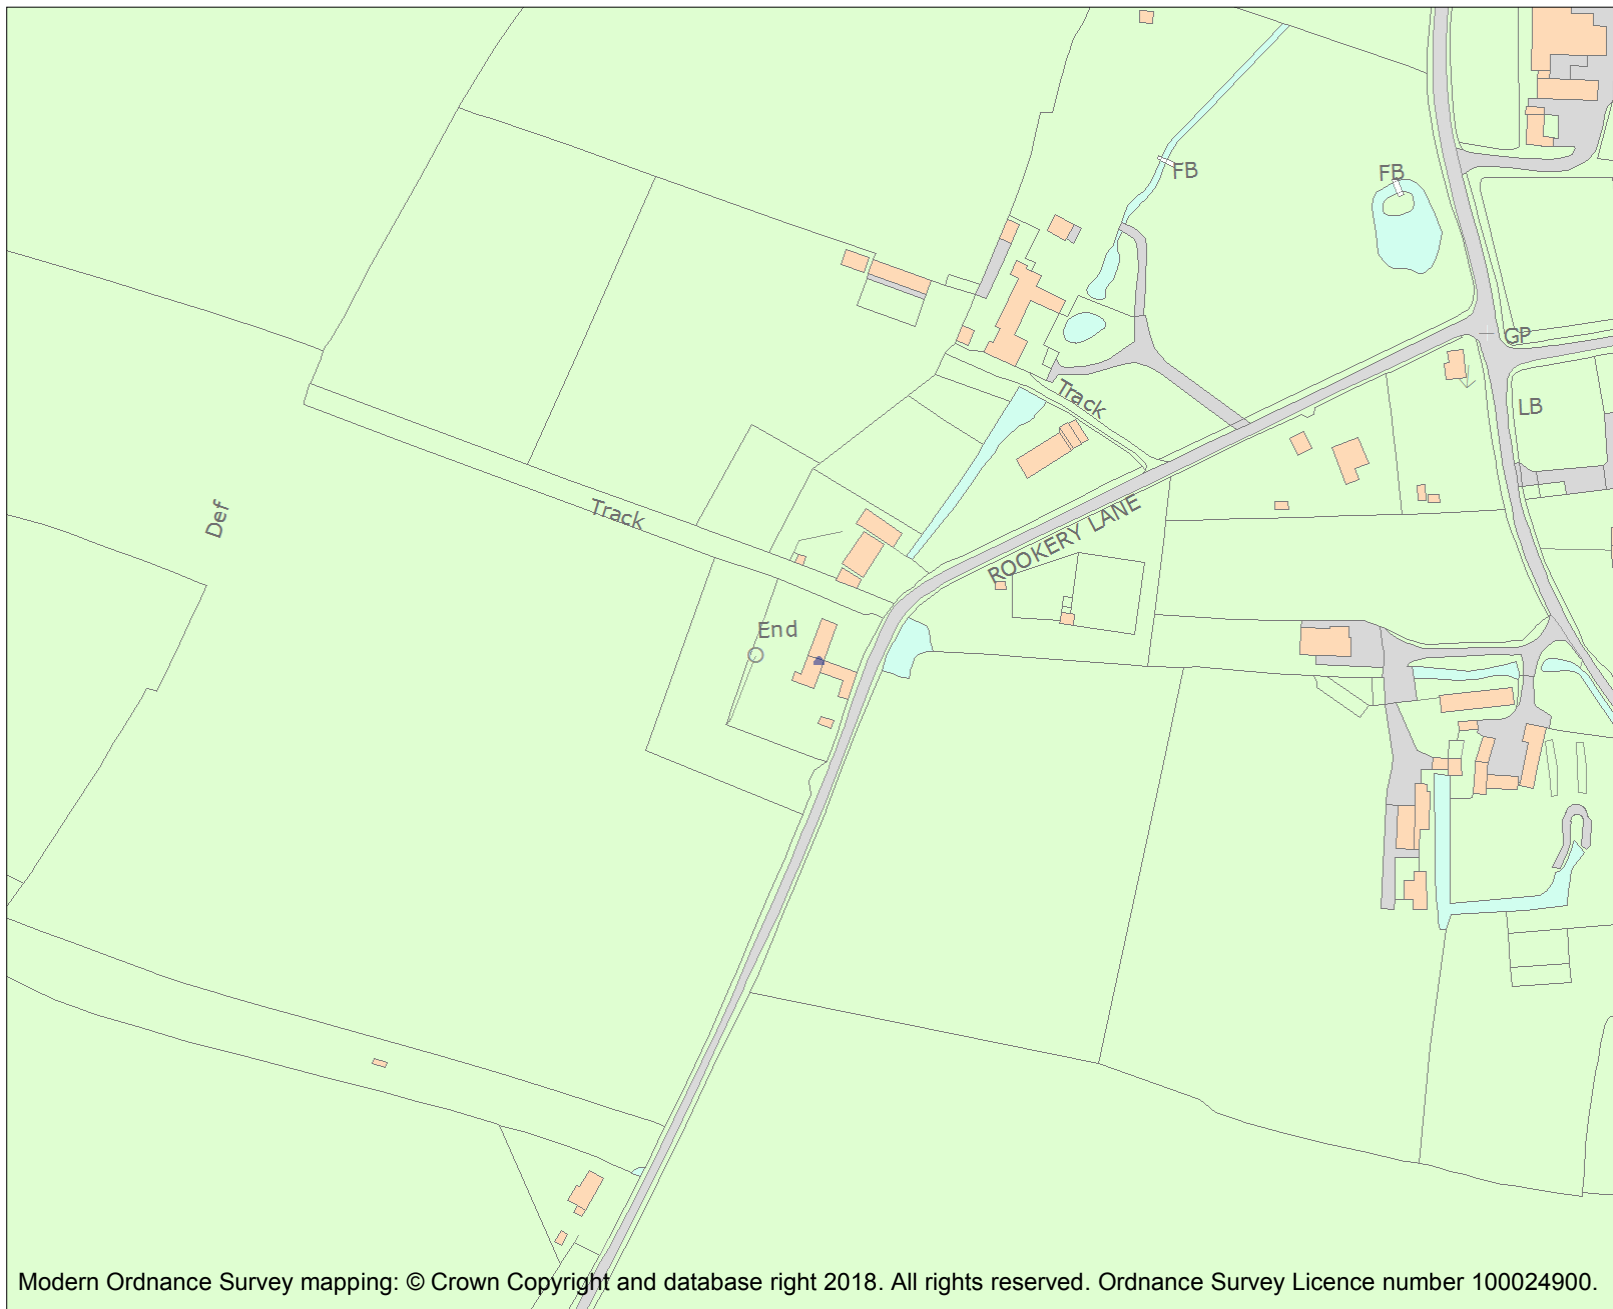 FB
FB
GP
Track
LB
Track
Def
ROOKERY LANE
End
Modern Ordnance Survey mapping: © Crown Copyright and database right 2018. All rights reserved. Ordnance Survey Licence number 100024900.